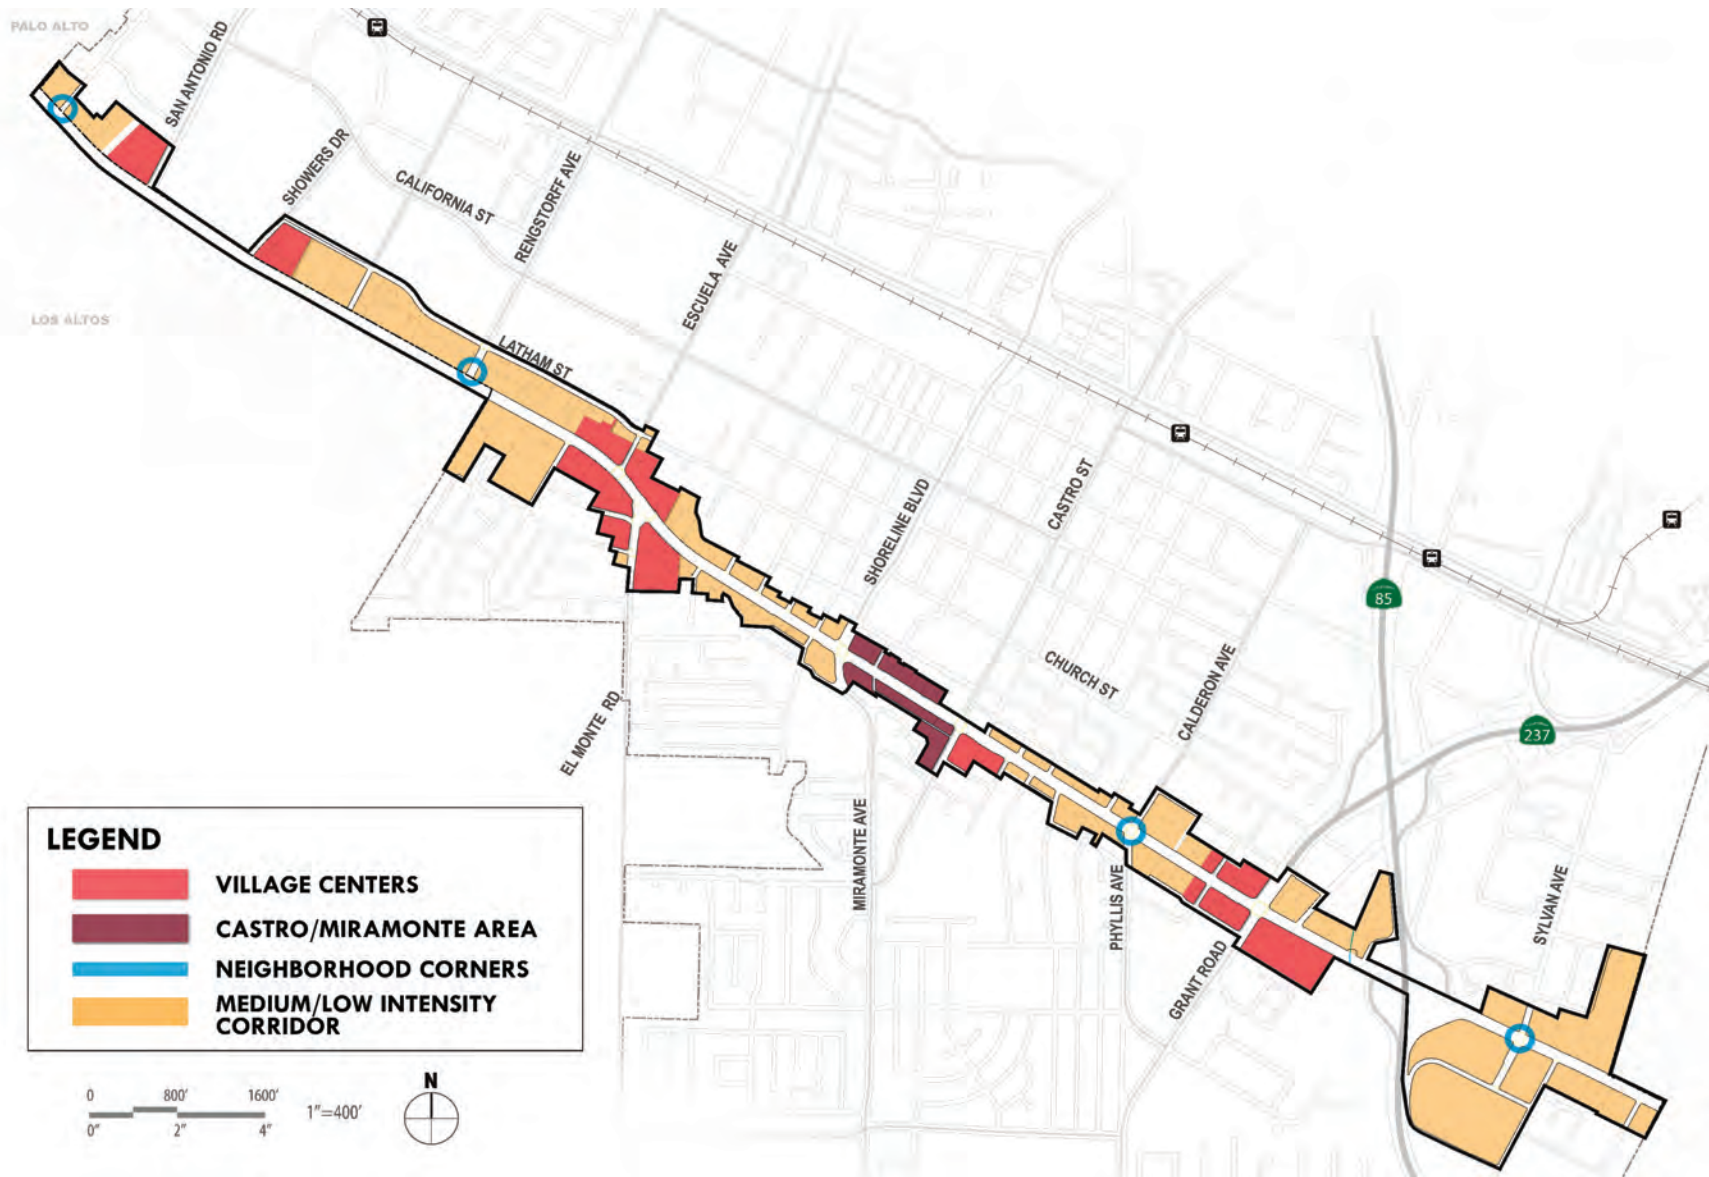 PALO ALTO
SAN ANTONIO RD
SHOWERS DR
CALIFORNIA ST
RENGSTORFF AVE
ESCUELA AVE
LOS ALTOS
LATHAM ST
SHORELINE BLVD
CASTRO ST
85
CHURCH ST
CALDERON AVE
237
EL MONTE RD
MIRAMONTE AVE
PHYLLIS AVE
GRANT ROAD
SYLVAN AVE
LEGEND
VILLAGE CENTERS
CASTRO/MIRAMONTE AREA
NEIGHBORHOOD CORNERS
MEDIUM/LOW INTENSITY
CORRIDOR
0 800' 1600'
0" 2" 4"
1"=400'
N